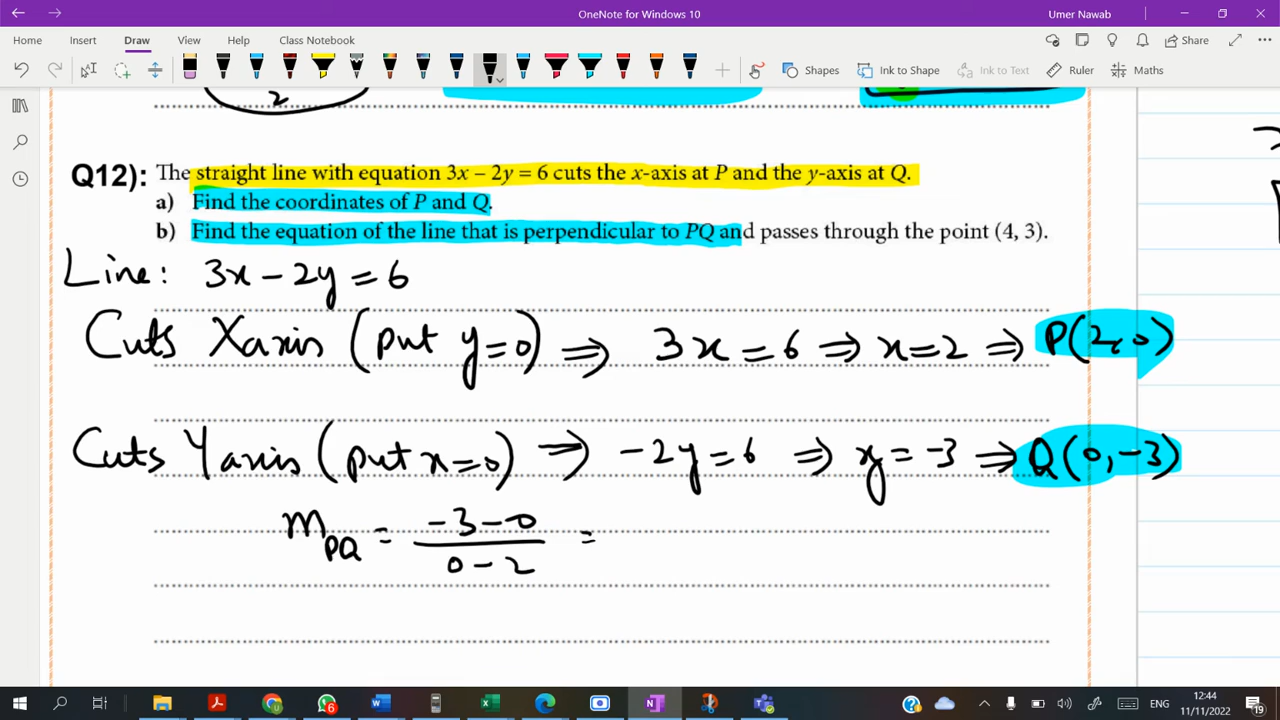 OneNote for Windows 10
Umer Nawab
Home Insert Draw View Help Class Notebook
Share
Shapes Ink to Shape Ink to Text Ruler Maths
2
Q12): The straight line with equation 3x – 2y = 6 cuts the x-axis at P and the y-axis at Q.
a) Find the coordinates of P and Q.
b) Find the equation of the line that is perpendicular to PQ and passes through the point (4, 3).
Line: 3x - 2y = 6
Cuts Xaxis (put y=0) ⇒ 3x = 6 ⇒ x=2 ⇒ P(2,0)
Cuts Yaxis (put x=0) ⇒ -2y = 6 ⇒ y = -3 ⇒ Q(0,-3)
m PQ = -3-0 / 0-2 =
6
ENG
12:44
11/11/2022
19